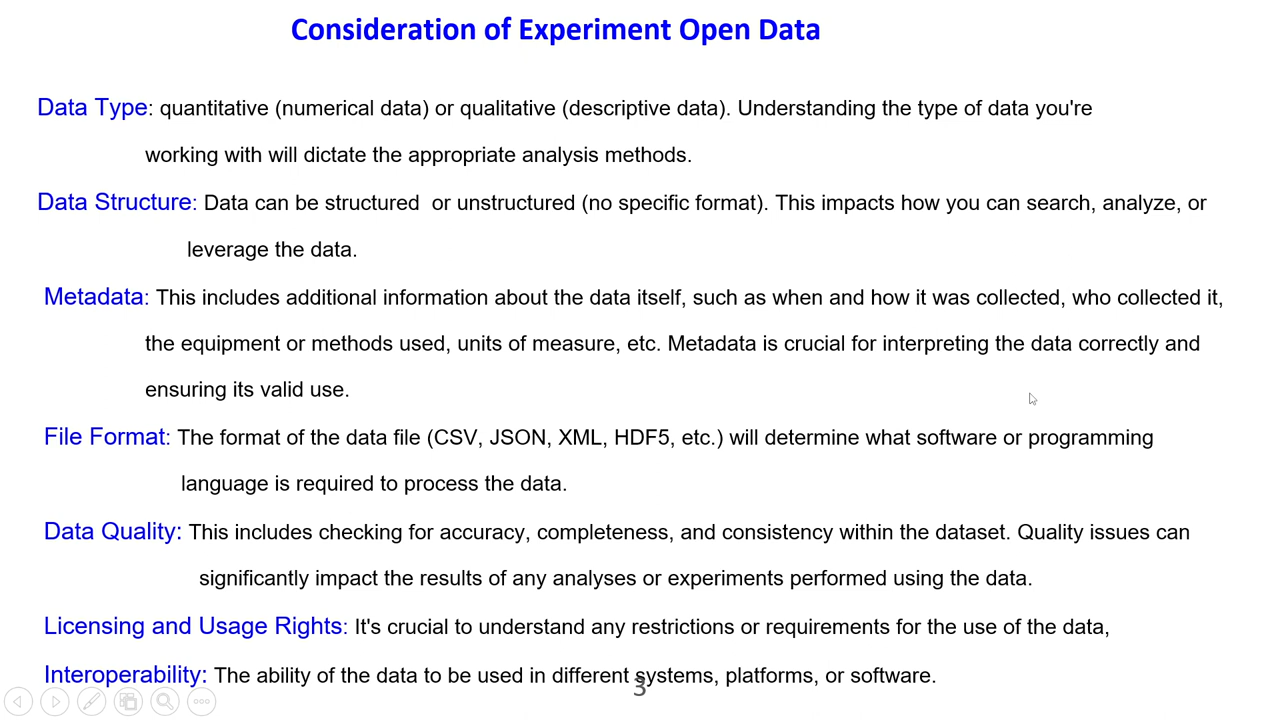 Consideration of Experiment Open Data
Data Type: quantitative (numerical data) or qualitative (descriptive data). Understanding the type of data you're
working with will dictate the appropriate analysis methods.
Data Structure: Data can be structured  or unstructured (no specific format). This impacts how you can search, analyze, or
leverage the data.
Metadata: This includes additional information about the data itself, such as when and how it was collected, who collected it,
the equipment or methods used, units of measure, etc. Metadata is crucial for interpreting the data correctly and
ensuring its valid use.
File Format: The format of the data file (CSV, JSON, XML, HDF5, etc.) will determine what software or programming
language is required to process the data.
Data Quality: This includes checking for accuracy, completeness, and consistency within the dataset. Quality issues can
significantly impact the results of any analyses or experiments performed using the data.
Licensing and Usage Rights: It's crucial to understand any restrictions or requirements for the use of the data,
Interoperability: The ability of the data to be used in different systems, platforms, or software.
3